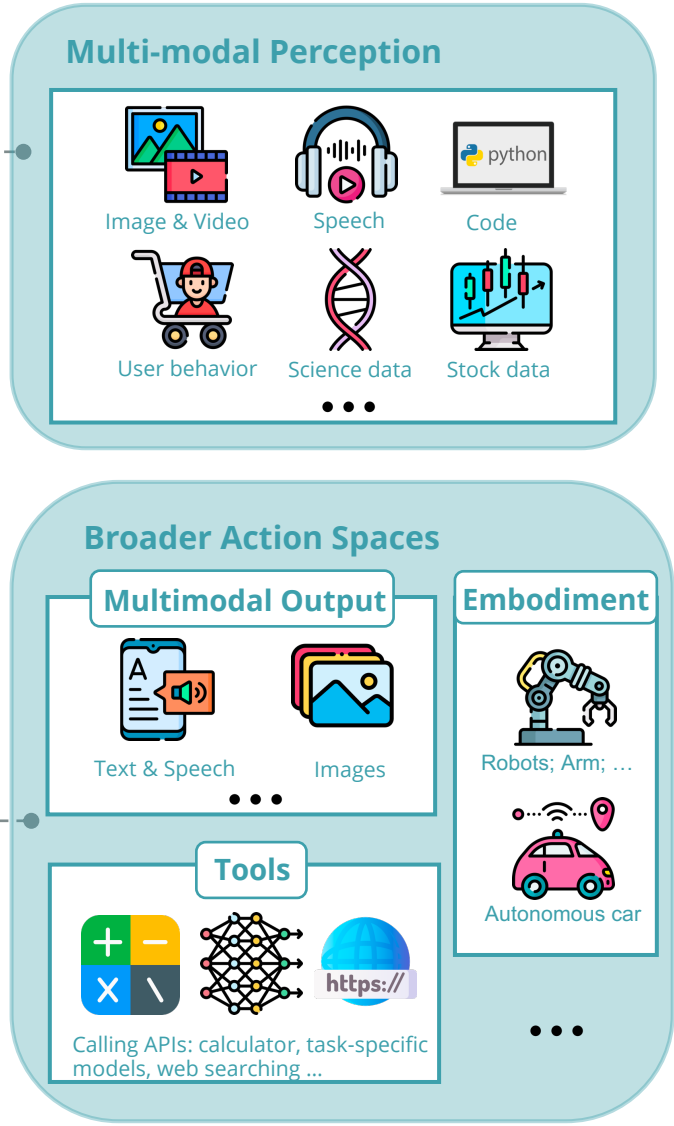 Multi-modal Perception
python
Image & Video
Speech
Code
User behavior
Science data
Stock data
...
Broader Action Spaces
Multimodal Output
A
Text & Speech
Images
...
Embodiment
Robots; Arm; ...
Autonomous car
Tools
+ −
X \
https://
Calling APIs: calculator, task-specific
models, web searching ...
...